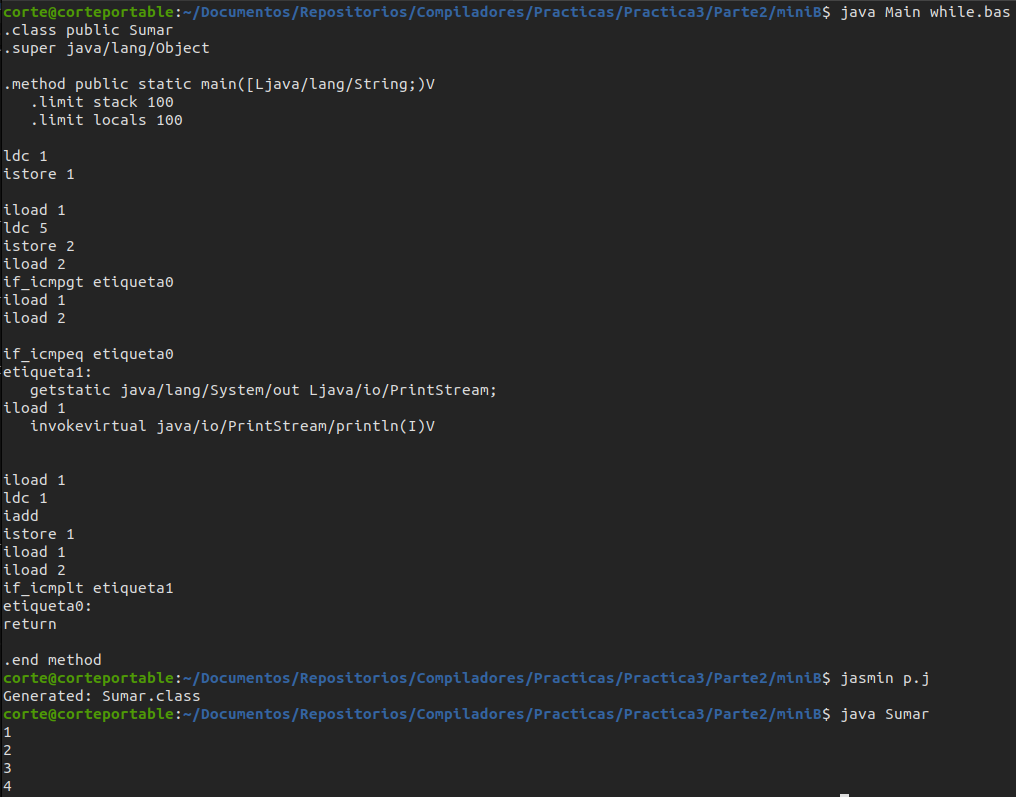 corte@corteportable:~/Documentos/Repositorios/Compiladores/Practicas/Practica3/Parte2/miniB$ java Main while.bas
.class public Sumar
.super java/lang/Object
.method public static main([Ljava/lang/String;)V
.limit stack 100
.limit locals 100
ldc 1
istore 1
iload 1
ldc 5
istore 2
iload 2
if_icmpgt etiqueta0
iload 1
iload 2
if_icmpeq etiqueta0
etiqueta1:
getstatic java/lang/System/out Ljava/io/PrintStream;
iload 1
invokevirtual java/io/PrintStream/println(I)V
iload 1
ldc 1
iadd
istore 1
iload 1
iload 2
if_icmplt etiqueta1
etiqueta0:
return
.end method
corte@corteportable:~/Documentos/Repositorios/Compiladores/Practicas/Practica3/Parte2/miniB$ jasmin p.j
Generated: Sumar.class
corte@corteportable:~/Documentos/Repositorios/Compiladores/Practicas/Practica3/Parte2/miniB$ java Sumar
1
2
3
4